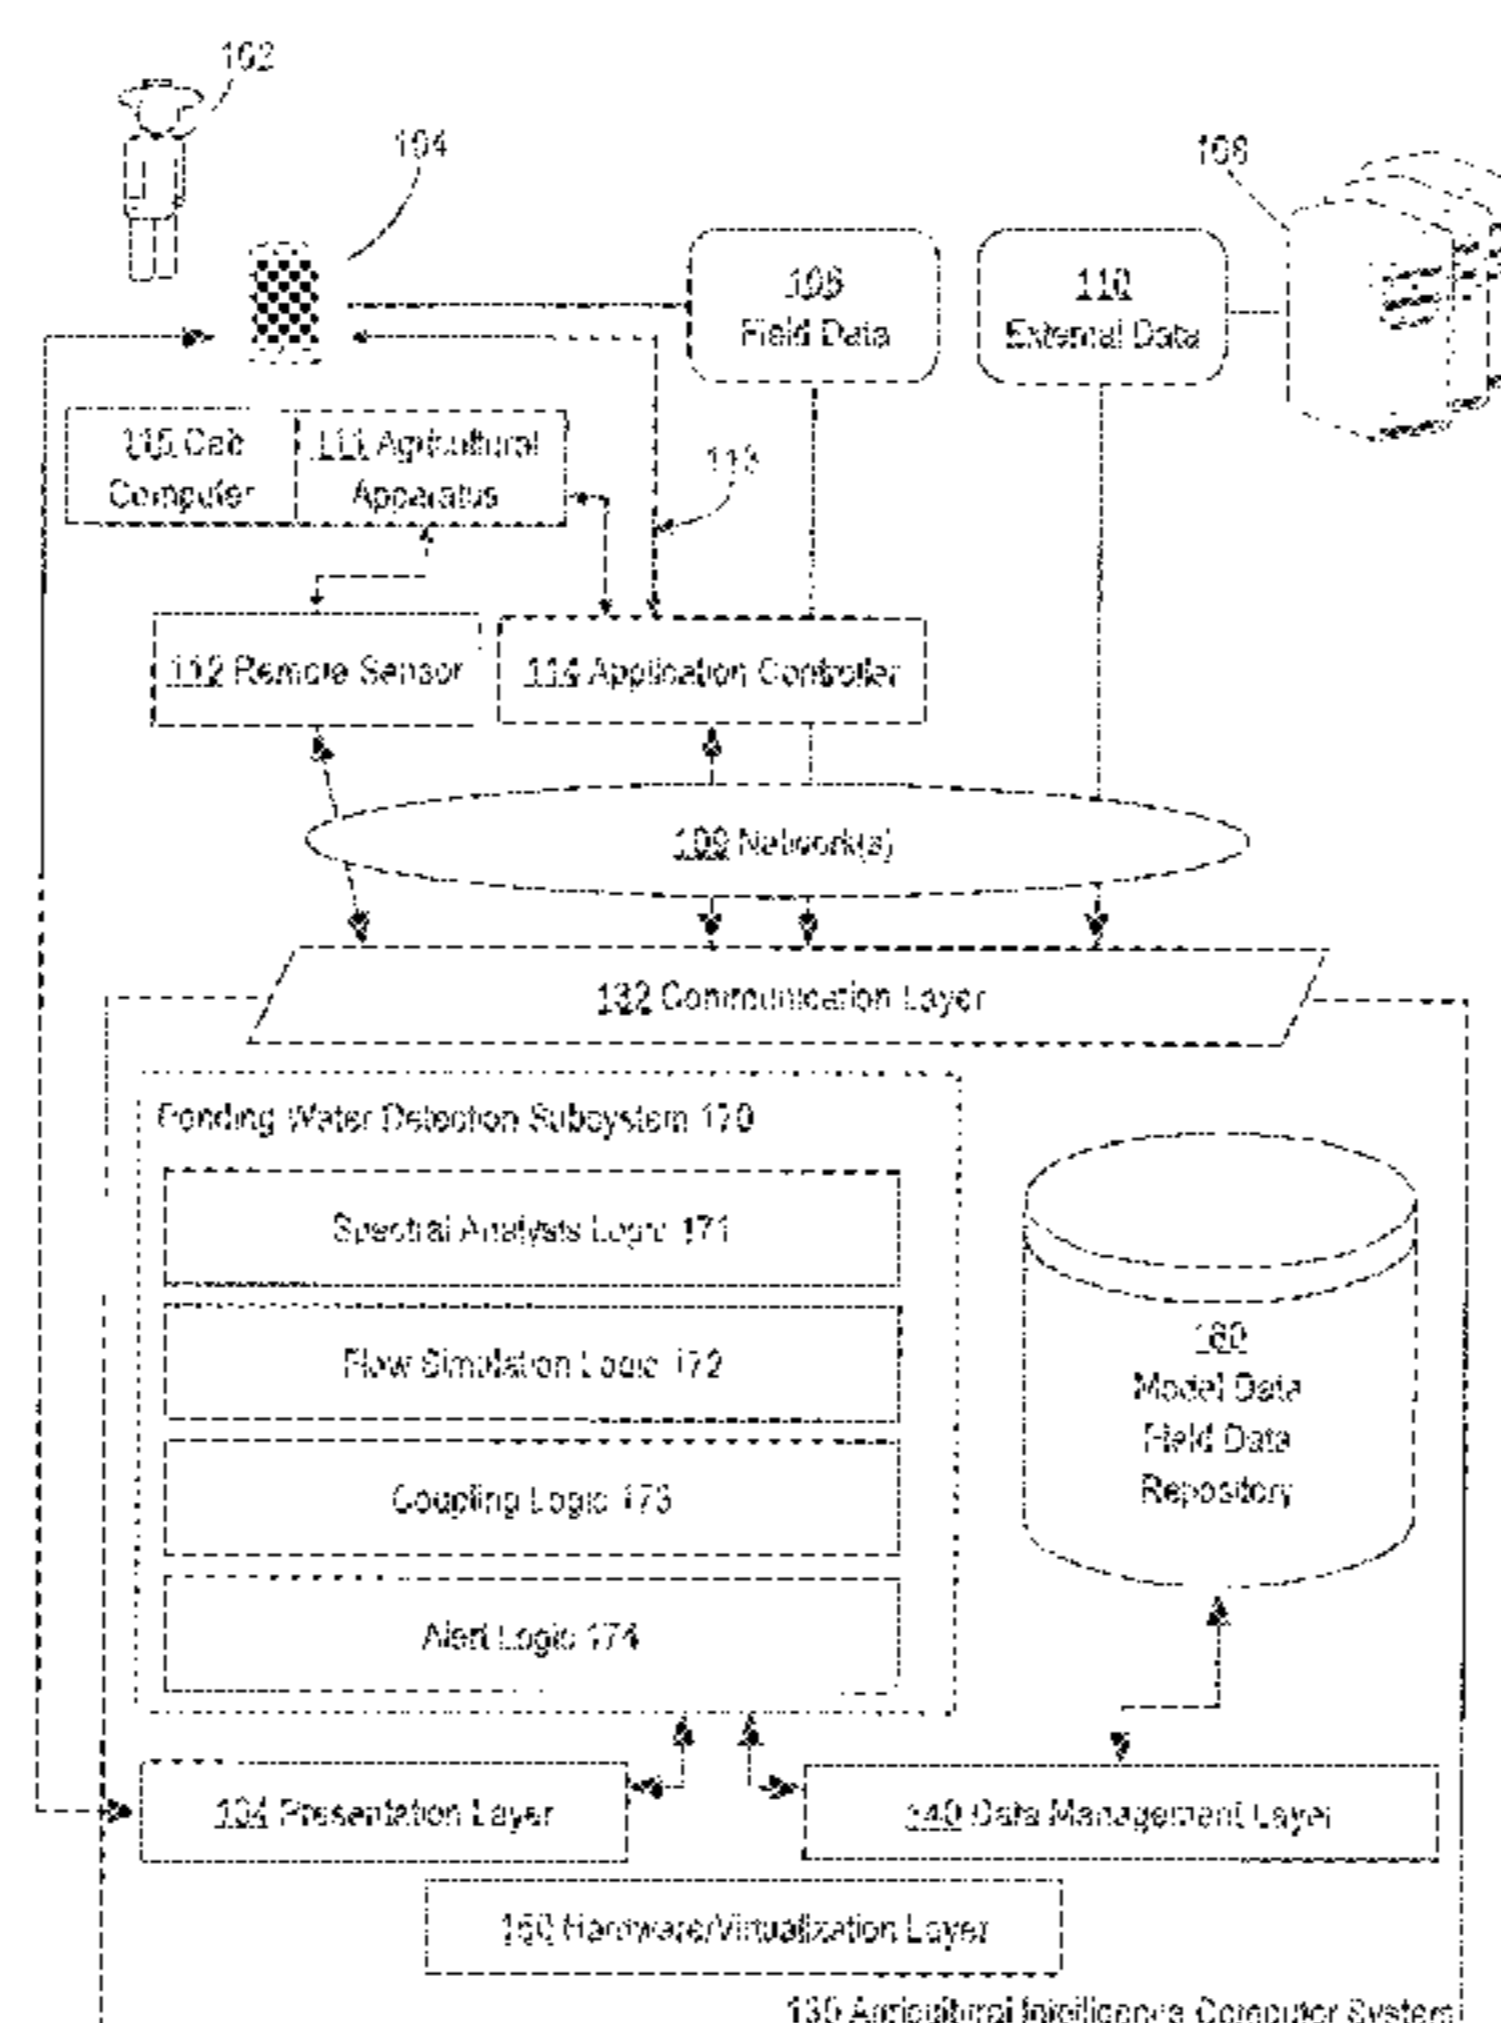 102
104
108
106
Field Data
110
External Data
115 Cab
Computer
111 Agricultural
Apparatus
113
112 Remote Sensor
114 Application Controller
109 Network(s)
132 Communication Layer
Ponding Water Detection Subsystem 170
Spectral Analysis Logic 171
Flow Simulation Logic 172
Coupling Logic 173
Alert Logic 174
160
Model Data
Field Data
Repository
134 Presentation Layer
140 Data Management Layer
150 Hardware/Virtualization Layer
130 Agricultural Intelligence Computer System